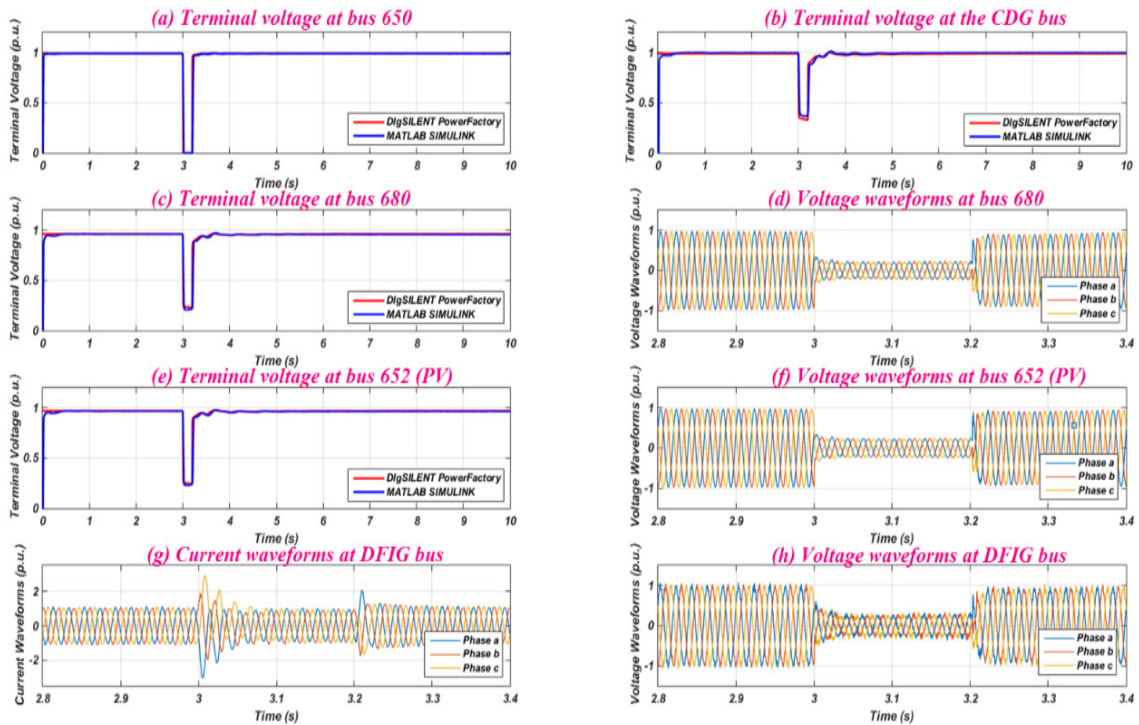 (a) Terminal voltage at bus 650
Terminal Voltage (p.u.)
1
0.5
0
DIgSILENT PowerFactory
MATLAB SIMULINK
0 1 2 3 4 5 6 7 8 9 10
Time (s)
(b) Terminal voltage at the CDG bus
Terminal Voltage (p.u.)
1
0.5
0
DIgSILENT PowerFactory
MATLAB SIMULINK
0 1 2 3 4 5 6 7 8 9 10
Time (s)
(c) Terminal voltage at bus 680
Terminal Voltage (p.u.)
1
0.5
0
DIgSILENT PowerFactory
MATLAB SIMULINK
0 1 2 3 4 5 6 7 8 9 10
Time (s)
(d) Voltage waveforms at bus 680
Voltage Waveforms (p.u.)
1
0
-1
Phase a
Phase b
Phase c
2.8 2.9 3 3.1 3.2 3.3 3.4
Time (s)
(e) Terminal voltage at bus 652 (PV)
Terminal Voltage (p.u.)
1
0.5
0
DIgSILENT PowerFactory
MATLAB SIMULINK
0 1 2 3 4 5 6 7 8 9 10
Time (s)
(f) Voltage waveforms at bus 652 (PV)
Voltage Waveforms (p.u.)
1
0
-1
Phase a
Phase b
Phase c
2.8 2.9 3 3.1 3.2 3.3 3.4
Time (s)
(g) Current waveforms at DFIG bus
Current Waveforms (p.u.)
2
0
-2
Phase a
Phase b
Phase c
2.8 2.9 3 3.1 3.2 3.3 3.4
Time (s)
(h) Voltage waveforms at DFIG bus
Voltage Waveforms (p.u.)
1
0
-1
Phase a
Phase b
Phase c
2.8 2.9 3 3.1 3.2 3.3 3.4
Time (s)